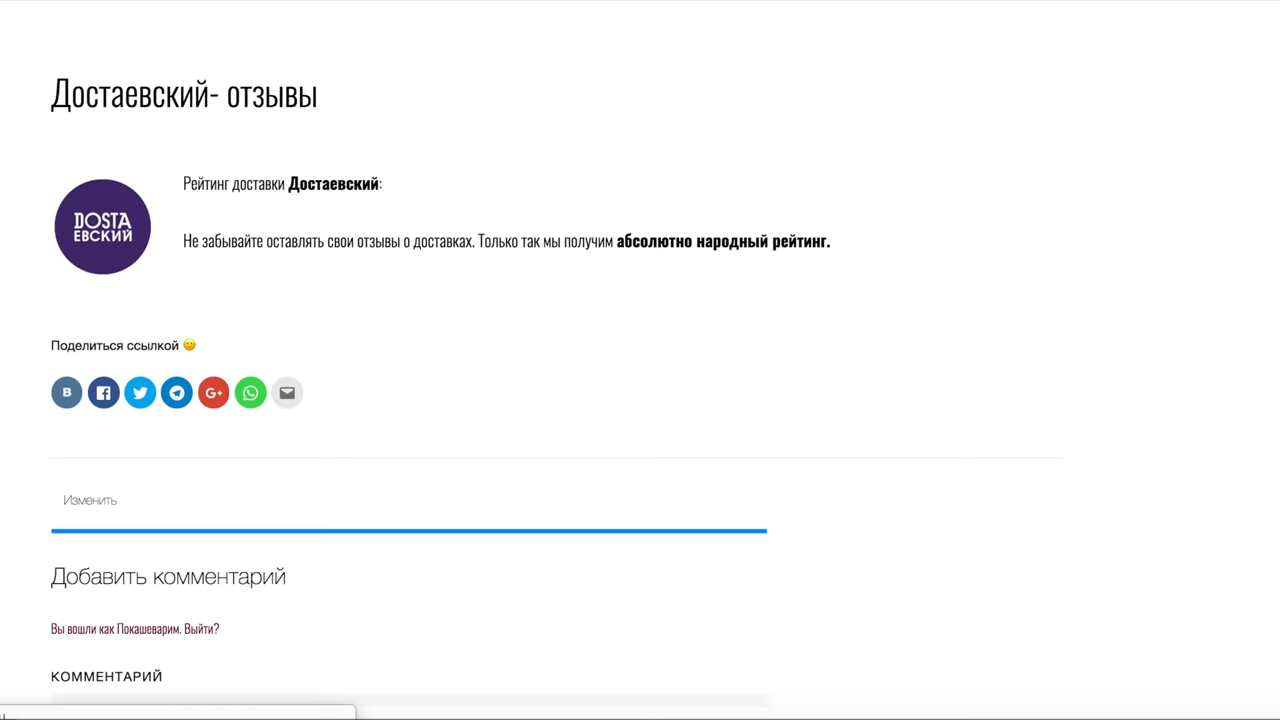 Достаевский- отзывы
DOSTA
ЕВСКИЙ
Рейтинг доставки Достаевский:
Не забывайте оставлять свои отзывы о доставках. Только так мы получим абсолютно народный рейтинг.
Поделиться ссылкой
В
G+
Изменить
Добавить комментарий
Вы вошли как Покашеварим. Выйти?
КОММЕНТАРИЙ